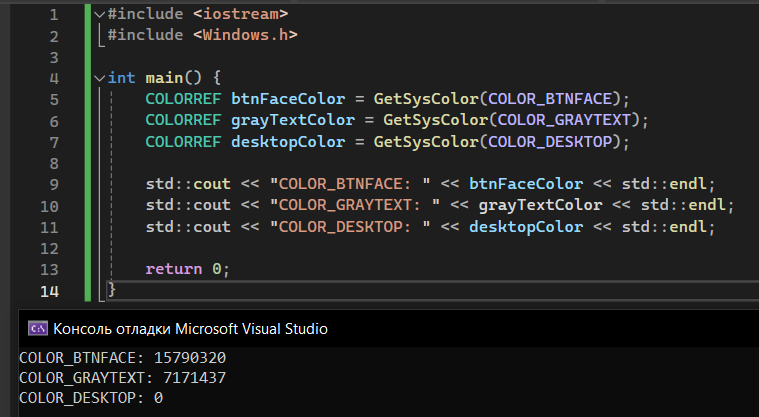 1 #include <iostream>
2 #include <Windows.h>
3
4 int main() {
5 COLORREF btnFaceColor = GetSysColor(COLOR_BTNFACE);
6 COLORREF grayTextColor = GetSysColor(COLOR_GRAYTEXT);
7 COLORREF desktopColor = GetSysColor(COLOR_DESKTOP);
8
9 std::cout << "COLOR_BTNFACE: " << btnFaceColor << std::endl;
10 std::cout << "COLOR_GRAYTEXT: " << grayTextColor << std::endl;
11 std::cout << "COLOR_DESKTOP: " << desktopColor << std::endl;
12
13 return 0;
14 }
C:\ Консоль отладки Microsoft Visual Studio
COLOR_BTNFACE: 15790320
COLOR_GRAYTEXT: 7171437
COLOR_DESKTOP: 0